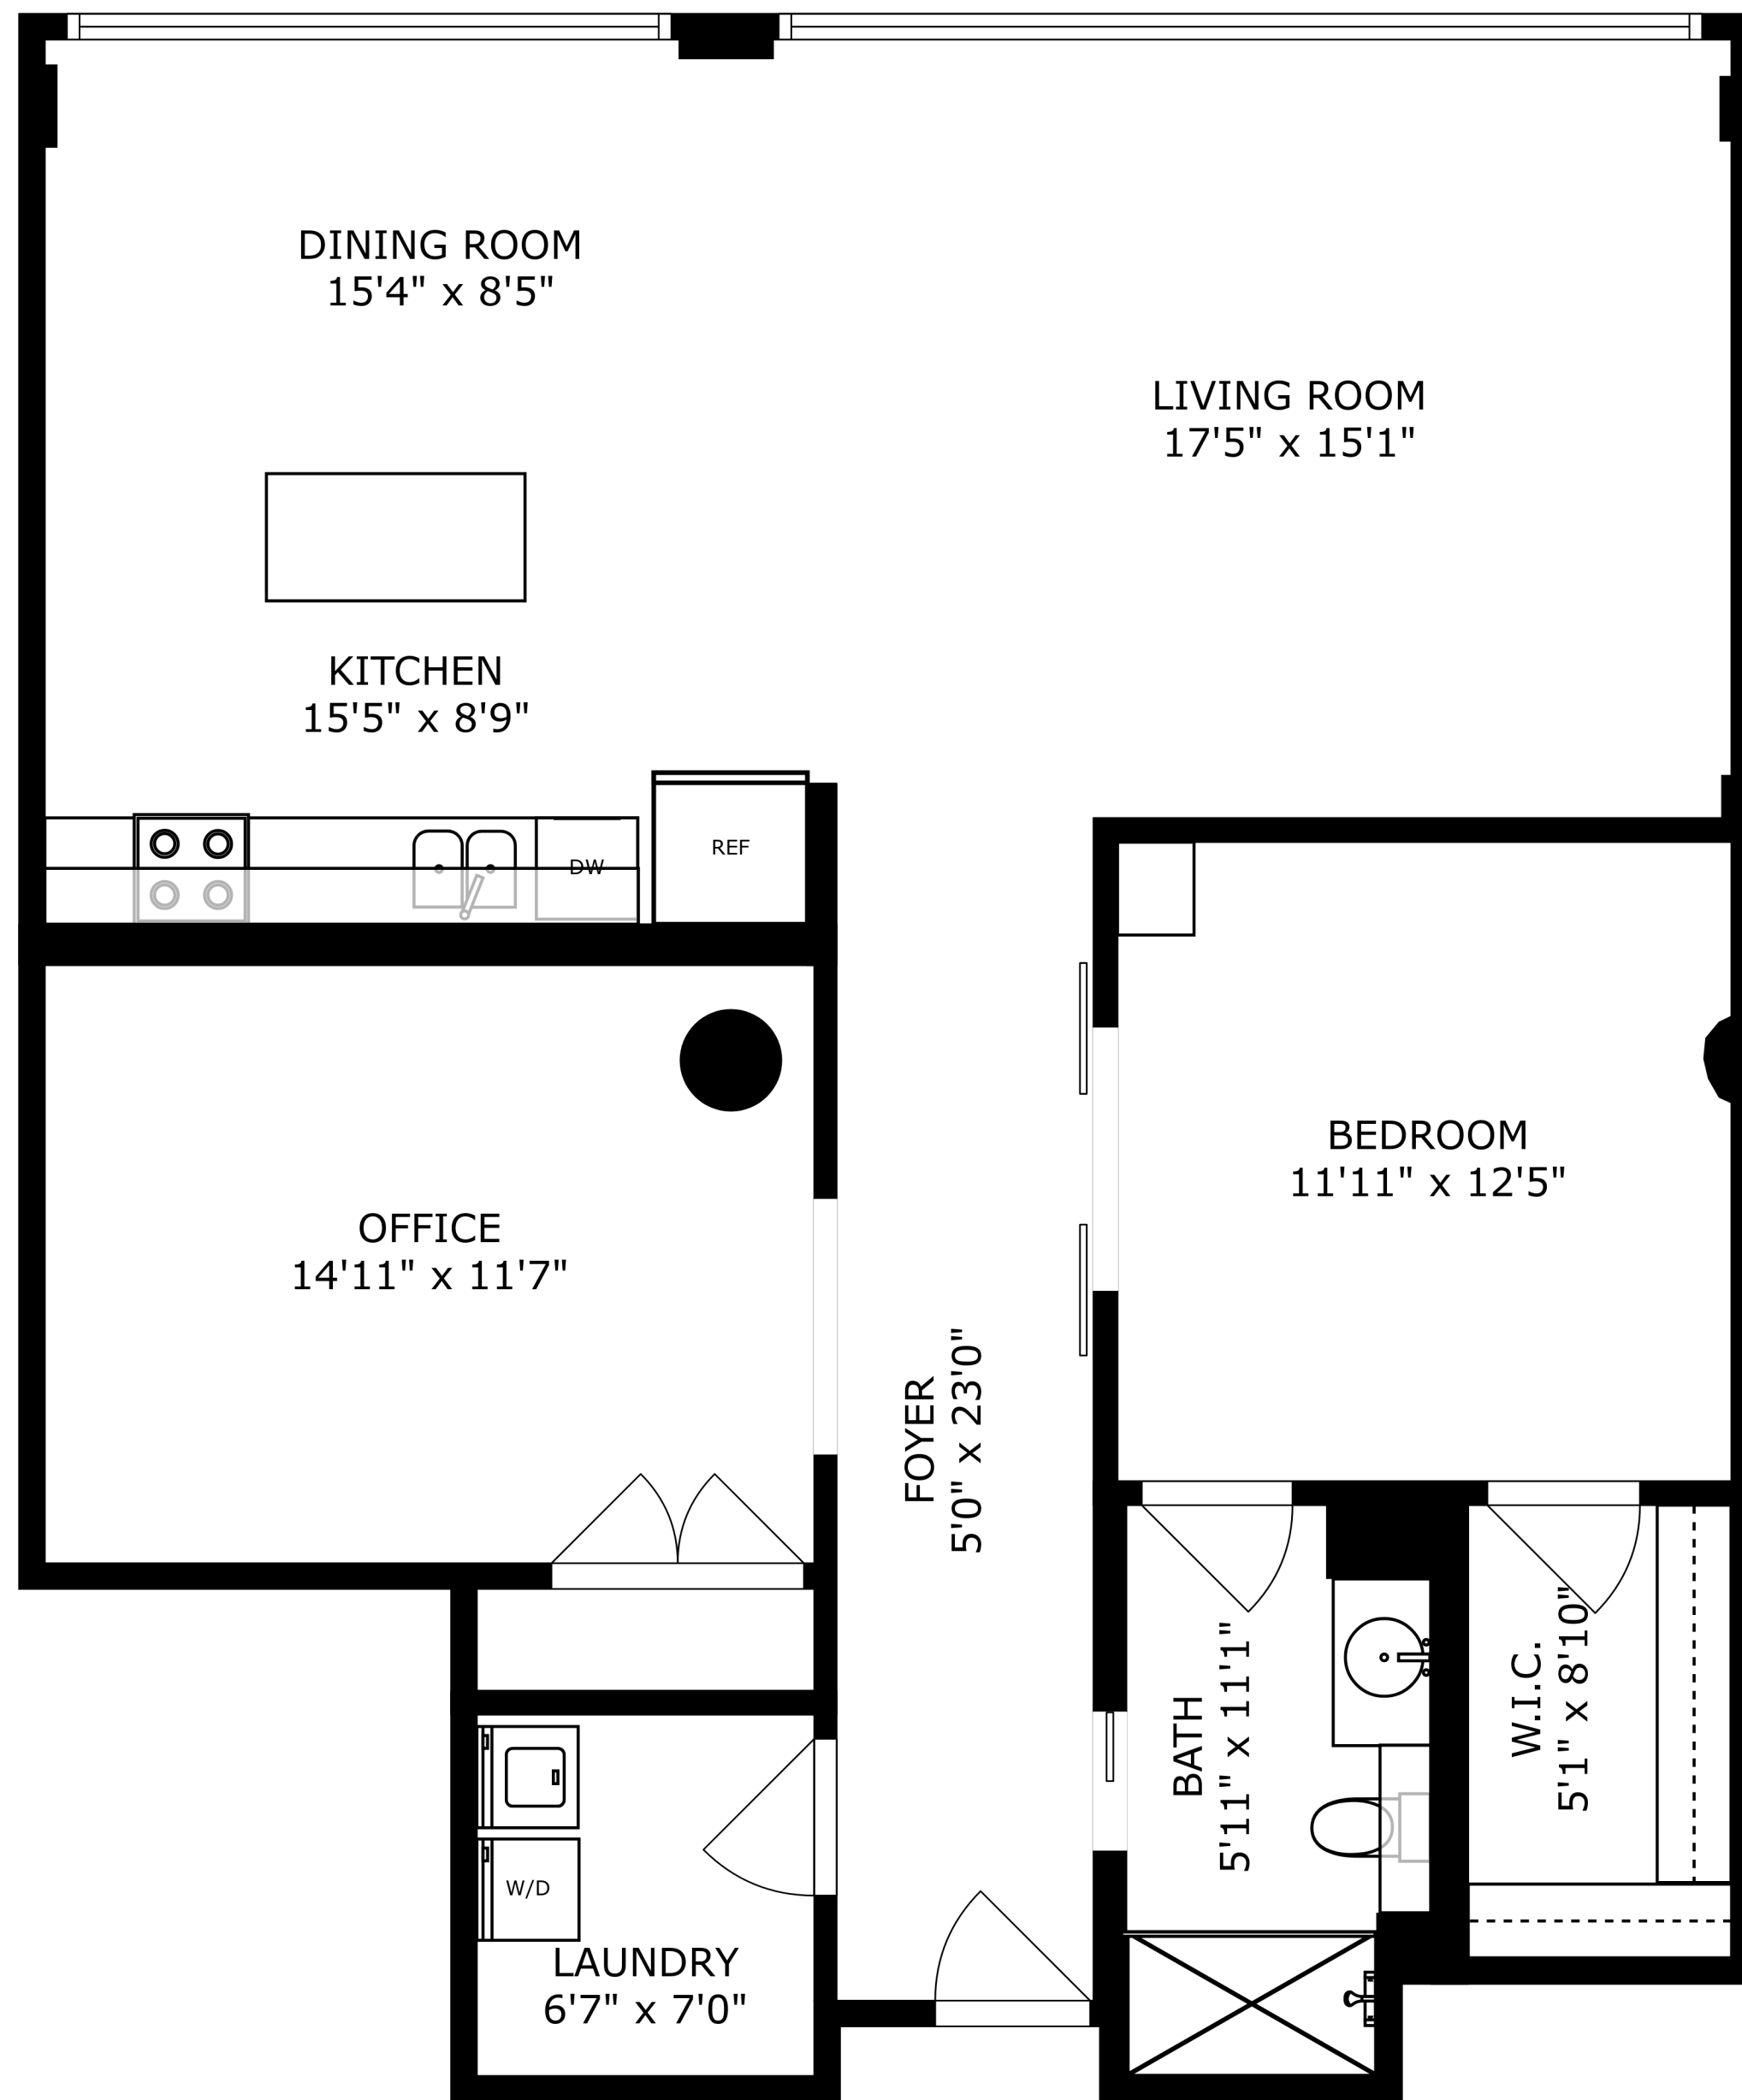 DINING ROOM
15'4" x 8'5"
LIVING ROOM
17'5" x 15'1"
KITCHEN
15'5" x 8'9"
REF
DW
BEDROOM
11'11" x 12'5"
OFFICE
14'11" x 11'7"
FOYER
5'0" x 23'0"
BATH
5'11" x 11'1"
W.I.C.
5'1" x 8'10"
W/D
LAUNDRY
6'7" x 7'0"